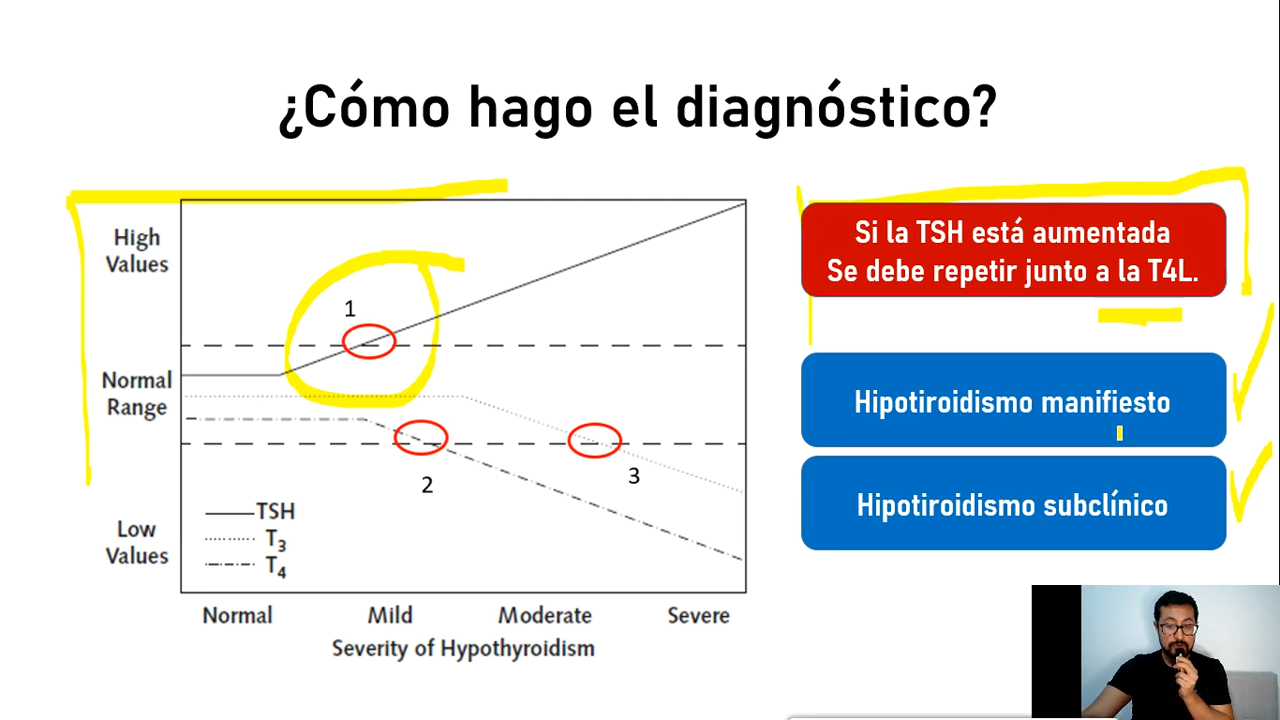 ¿Cómo hago el diagnóstico?
High
Values
Normal
Range
Low
Values
1
2
3
TSH
T3
T4
Normal
Mild
Moderate
Severe
Severity of Hypothyroidism
Si la TSH está aumentada
Se debe repetir junto a la T4L.
Hipotiroidismo manifiesto
Hipotiroidismo subclínico